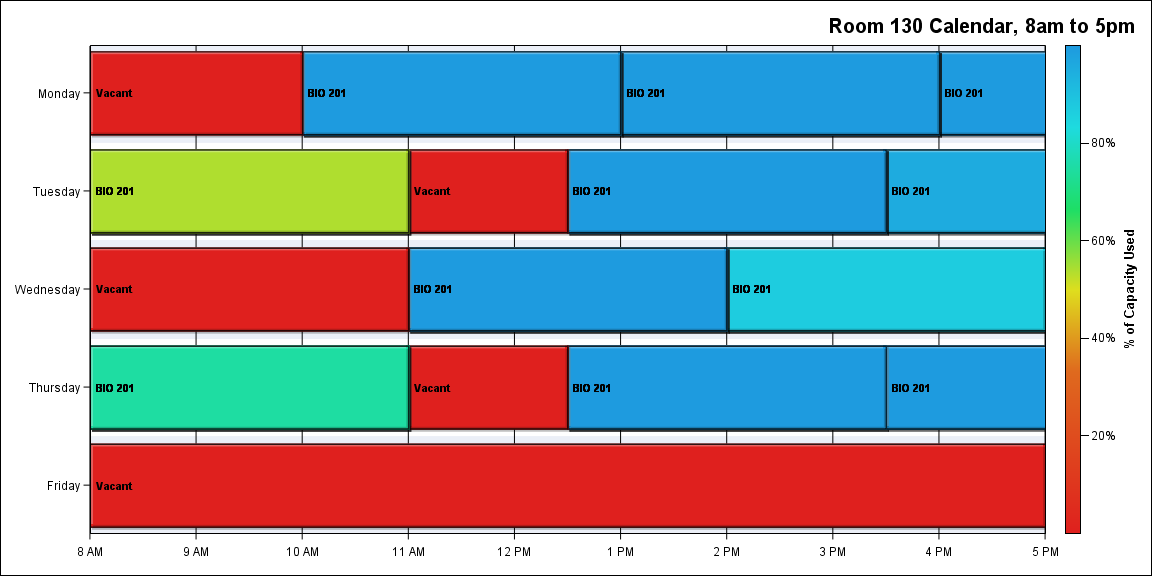 Room 130 Calendar, 8am to 5pm
Monday
Vacant
BIO 201
BIO 201
BIO 201
Tuesday
BIO 201
Vacant
BIO 201
BIO 201
Wednesday
Vacant
BIO 201
BIO 201
Thursday
BIO 201
Vacant
BIO 201
BIO 201
Friday
Vacant
8 AM
9 AM
10 AM
11 AM
12 PM
1 PM
2 PM
3 PM
4 PM
5 PM
80%
60%
40%
20%
% of Capacity Used